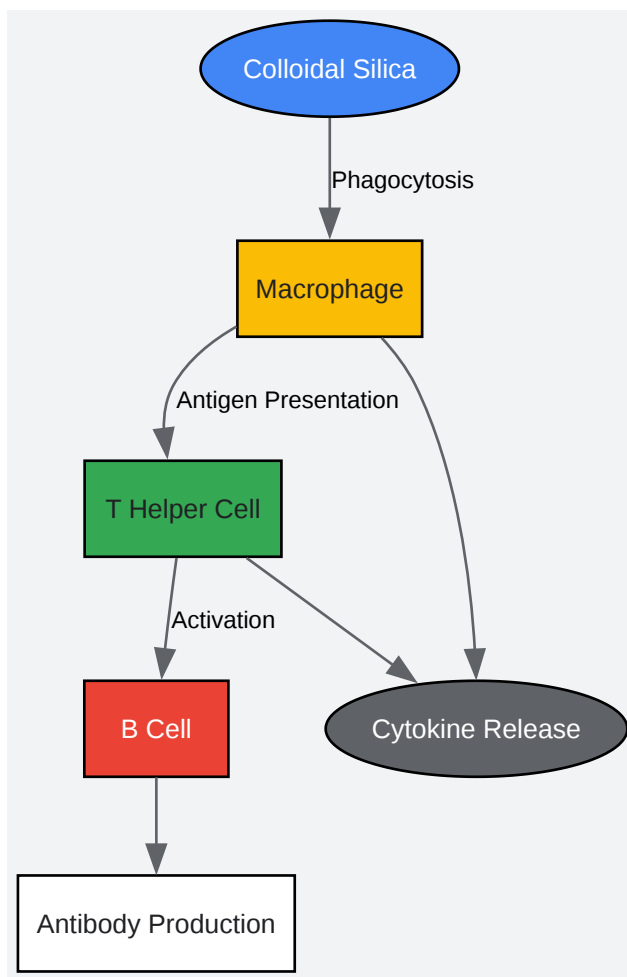 Colloidal Silica
Phagocytosis
Macrophage
Antigen Presentation
T Helper Cell
Activation
B Cell
Cytokine Release
Antibody Production